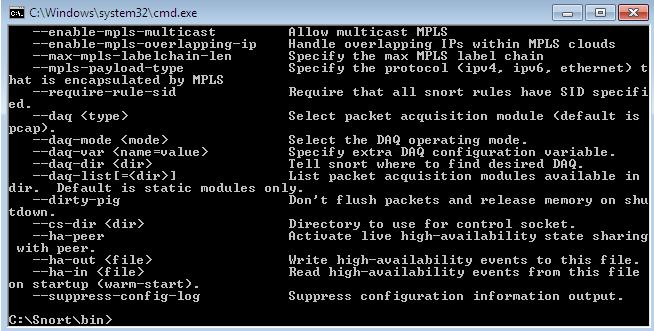 C:\Windows\system32\cmd.exe
--enable-mpls-multicast Allow multicast MPLS
--enable-mpls-overlapping-ip Handle overlapping IPs within MPLS clouds
--max-mpls-labelchain-len Specify the max MPLS label chain
--mpls-payload-type Specify the protocol (ipv4, ipv6, ethernet) t
hat is encapsulated by MPLS
--require-rule-sid Require that all snort rules have SID specifi
ed.
--daq <type> Select packet acquisition module (default is
pcap).
--daq-mode <mode> Select the DAQ operating mode.
--daq-var <name=value> Specify extra DAQ configuration variable.
--daq-dir <dir> Tell snort where to find desired DAQ.
--daq-list[=<dir>] List packet acquisition modules available in
dir. Default is static modules only.
--dirty-pig Don't flush packets and release memory on shu
tdown.
--cs-dir <dir> Directory to use for control socket.
--ha-peer Activate live high-availability state sharing
with peer.
--ha-out <file> Write high-availability events to this file.
--ha-in <file> Read high-availability events from this file
on startup (warm-start).
--suppress-config-log Suppress configuration information output.
C:\Snort\bin>